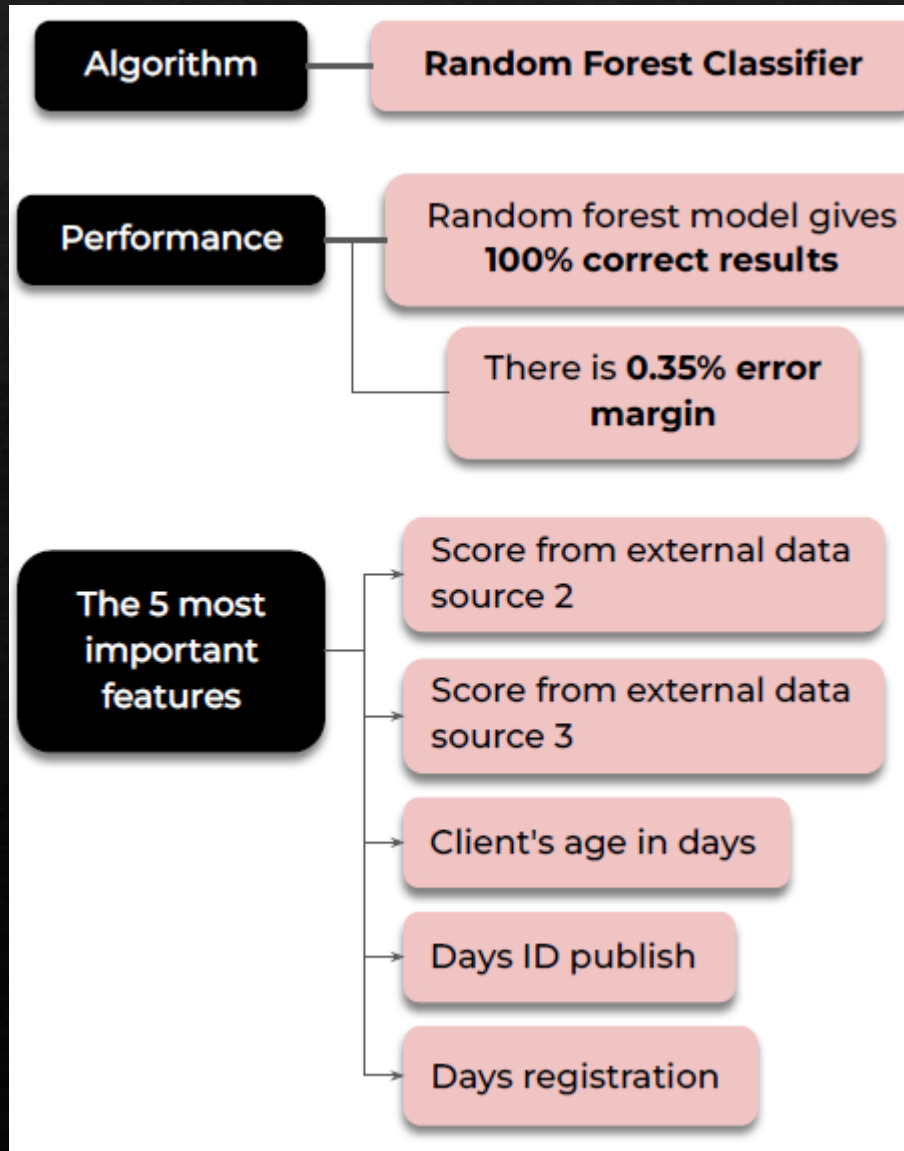 Algorithm
Random Forest Classifier
Performance
Random forest model gives
100% correct results
There is 0.35% error
margin
The 5 most
important
features
Score from external data
source 2
Score from external data
source 3
Client's age in days
Days ID publish
Days registration